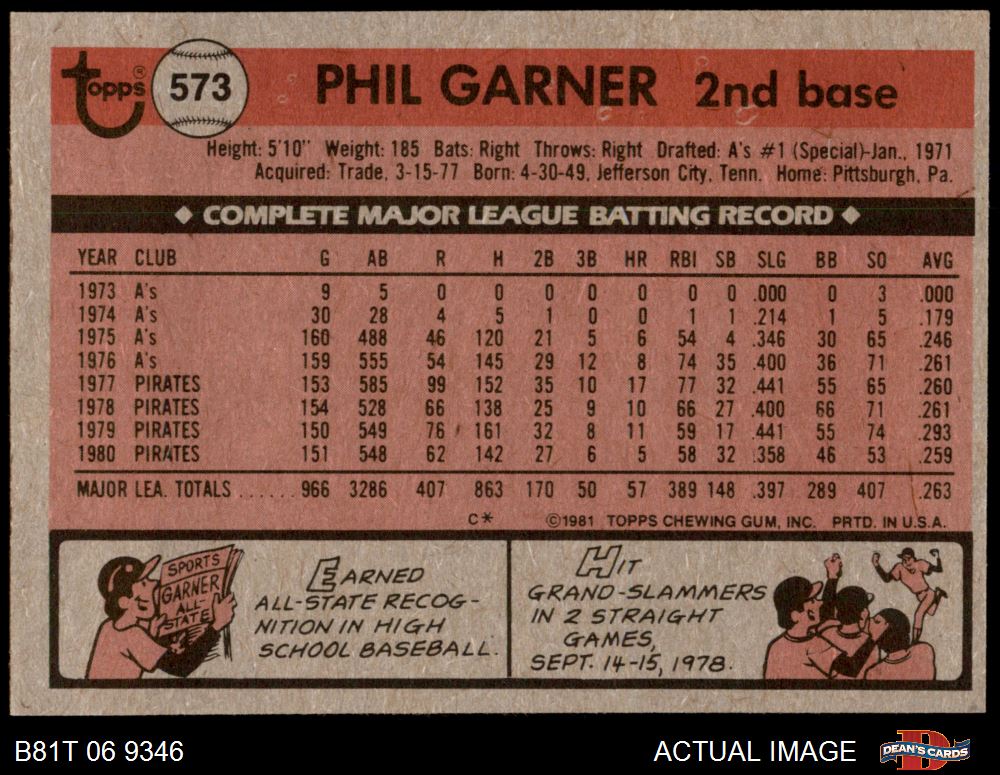 Topps® 573 PHIL GARNER 2nd base
Height: 5'10" Weight: 185 Bats: Right Throws: Right Drafted: A's #1 (Special)-Jan., 1971
Acquired: Trade, 3-15-77 Born: 4-30-49, Jefferson City, Tenn. Home: Pittsburgh, Pa.
◆ COMPLETE MAJOR LEAGUE BATTING RECORD ◆
YEAR CLUB G AB R H 2B 3B HR RBI SB SLG BB SO AVG
1973 A's 9 5 0 0 0 0 0 0 0 .000 0 3 .000
1974 A's 30 28 4 5 1 0 0 1 1 .214 1 5 .179
1975 A's 160 488 46 120 21 5 6 54 4 .346 30 65 .246
1976 A's 159 555 54 145 29 12 8 74 35 .400 36 71 .261
1977 PIRATES 153 585 99 152 35 10 17 77 32 .441 55 65 .260
1978 PIRATES 154 528 66 138 25 9 10 66 27 .400 66 71 .261
1979 PIRATES 150 549 76 161 32 8 11 59 17 .441 55 74 .293
1980 PIRATES 151 548 62 142 27 6 5 58 32 .358 46 53 .259
MAJOR LEA. TOTALS ...... 966 3286 407 863 170 50 57 389 148 .397 289 407 .263
C* ©1981 TOPPS CHEWING GUM, INC. PRTD. IN U.S.A.
SPORTS
GARNER
ALL-
STATE
EARNED
ALL-STATE RECOG-
NITION IN HIGH
SCHOOL BASEBALL.
HIT
GRAND-SLAMMERS
IN 2 STRAIGHT
GAMES,
SEPT. 14-15, 1978.
B81T 06 9346 ACTUAL IMAGE DEAN'S CARDS